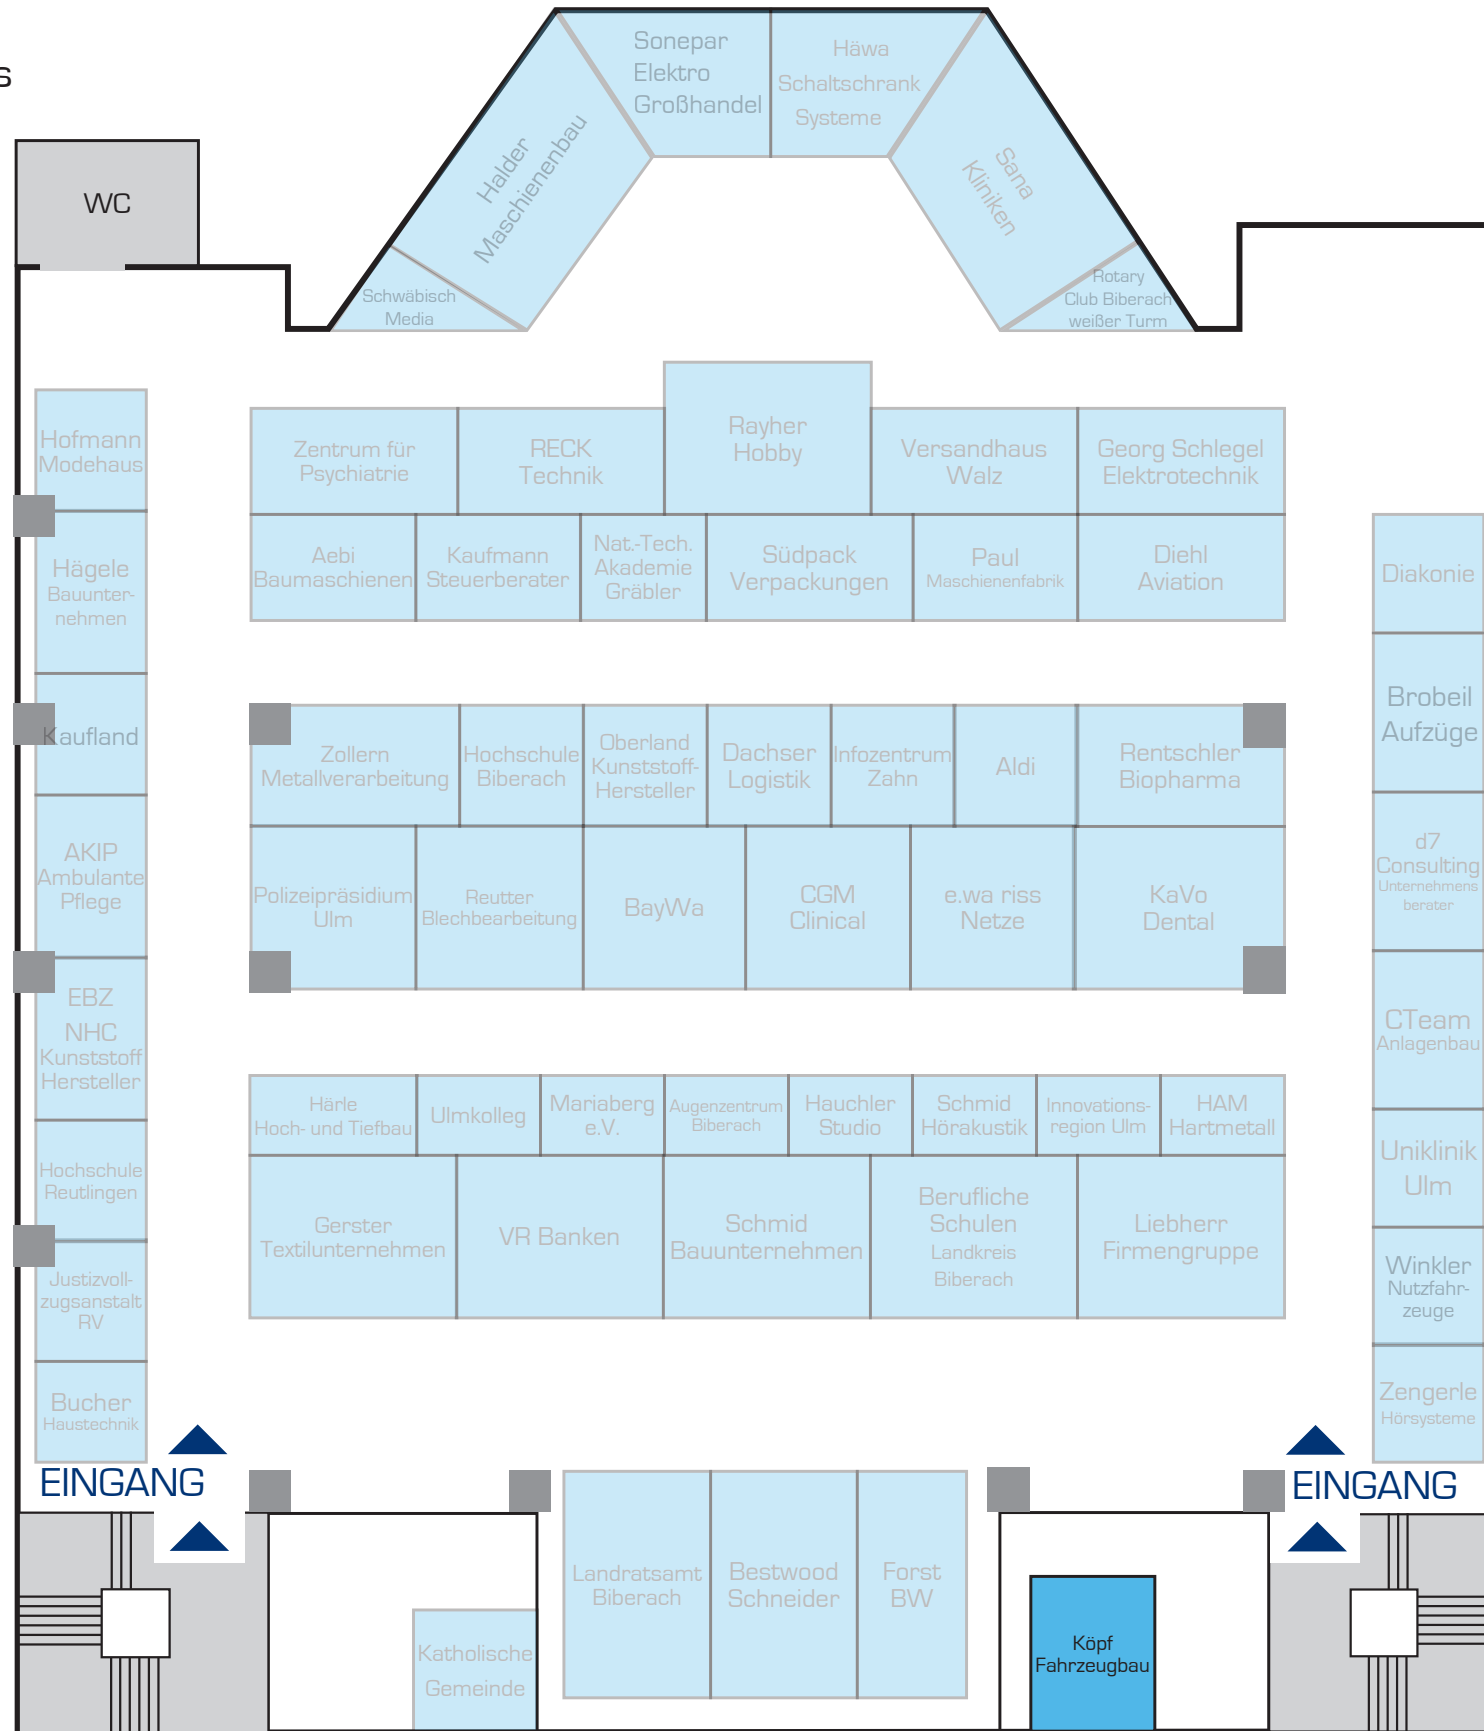 s
WC
Sonepar
Elektro
Großhandel
Häwa
Schaltschrank
Systeme
Halder
Maschienenbau
Sana
Kliniken
Schwäbisch
Media
Rotary
Club Biberach
weißer Turm
Hofmann
Modehaus
Hägele
Bauunter-
nehmen
Kaufland
AKIP
Ambulante
Pflege
EBZ
NHC
Kunststoff
Hersteller
Hochschule
Reutlingen
Justizvoll-
zugsanstalt
RV
Bucher
Haustechnik
Zentrum für
Psychiatrie
RECK
Technik
Rayher
Hobby
Versandhaus
Walz
Georg Schlegel
Elektrotechnik
Aebi
Baumaschienen
Kaufmann
Steuerberater
Nat.-Tech.
Akademie
Gräbler
Südpack
Verpackungen
Paul
Maschienenfabrik
Diehl
Aviation
Zollern
Metallverarbeitung
Hochschule
Biberach
Oberland
Kunststoff-
Hersteller
Dachser
Logistik
Infozentrum
Zahn
Aldi
Rentschler
Biopharma
Polizeipräsidium
Ulm
Reutter
Blechbearbeitung
BayWa
CGM
Clinical
e.wa riss
Netze
KaVo
Dental
Härle
Hoch- und Tiefbau
Ulmkolleg
Mariaberg
e.V.
Augenzentrum
Biberach
Hauchler
Studio
Schmid
Hörakustik
Innovations-
region Ulm
HAM
Hartmetall
Gerster
Textilunternehmen
VR Banken
Schmid
Bauunternehmen
Berufliche
Schulen
Landkreis
Biberach
Liebherr
Firmengruppe
Diakonie
Brobeil
Aufzüge
d7
Consulting
Unternehmens
berater
CTeam
Anlagenbau
Uniklinik
Ulm
Winkler
Nutzfahr-
zeuge
Zengerle
Hörsysteme
EINGANG
EINGANG
Katholische
Gemeinde
Landratsamt
Biberach
Bestwood
Schneider
Forst
BW
Köpf
Fahrzeugbau